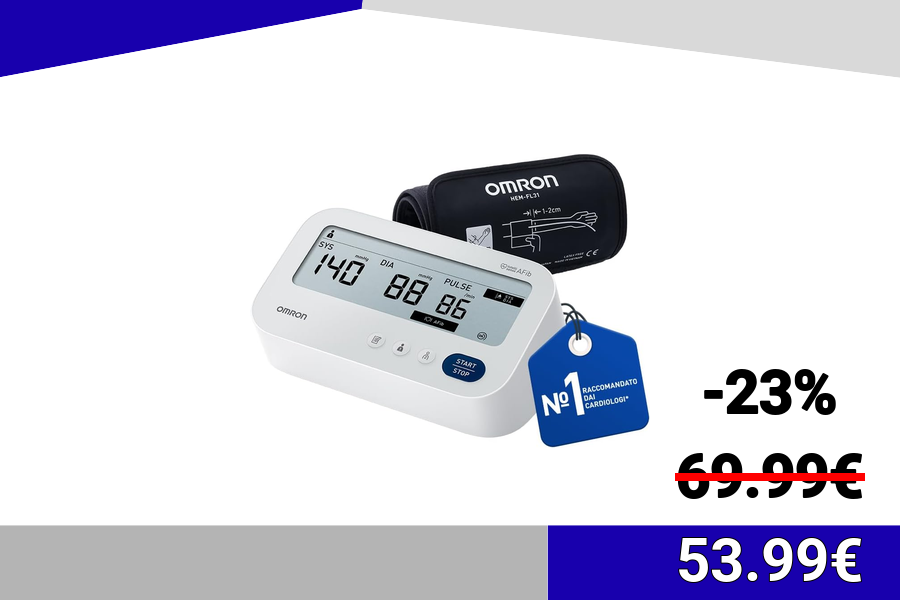 OMRON
HEM-FL31
1-2cm
SYS
mmHg
DIA
mmHg
PULSE
/min
140
88
86
AFib
AFib
OMRON
START
STOP
Nº1
RACCOMANDATO
DAI
CARDIOLOGI*
-23%
69.99€
53.99€